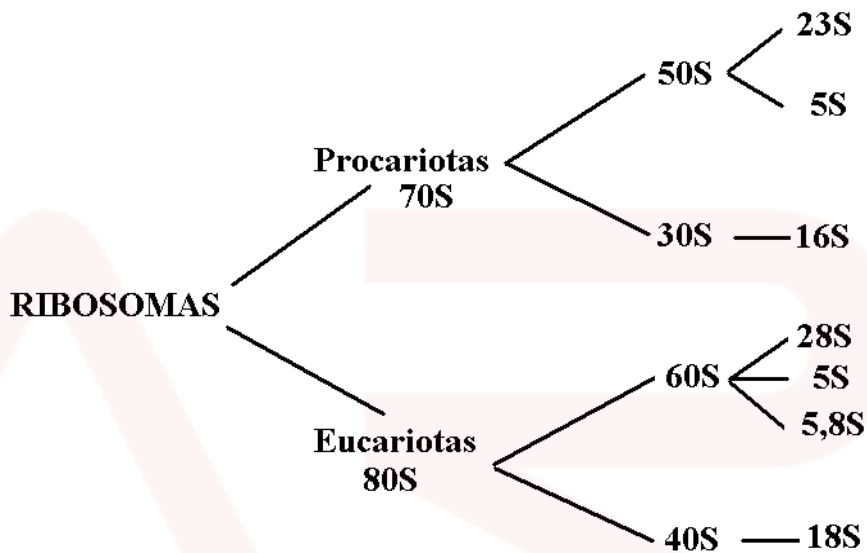 23S
50S
5S
Procariotas
70S
30S
16S
RIBOSOMAS
28S
60S
5S
5,8S
Eucariotas
80S
40S
18S